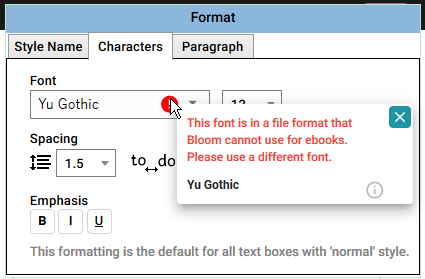 Format
Style Name Characters Paragraph
Font
Yu Gothic 12
This font is in a file format that
Bloom cannot use for ebooks.
Please use a different font.
Yu Gothic
Spacing
1.5 to do
Emphasis
B I U
This formatting is the default for all text boxes with 'normal' style.